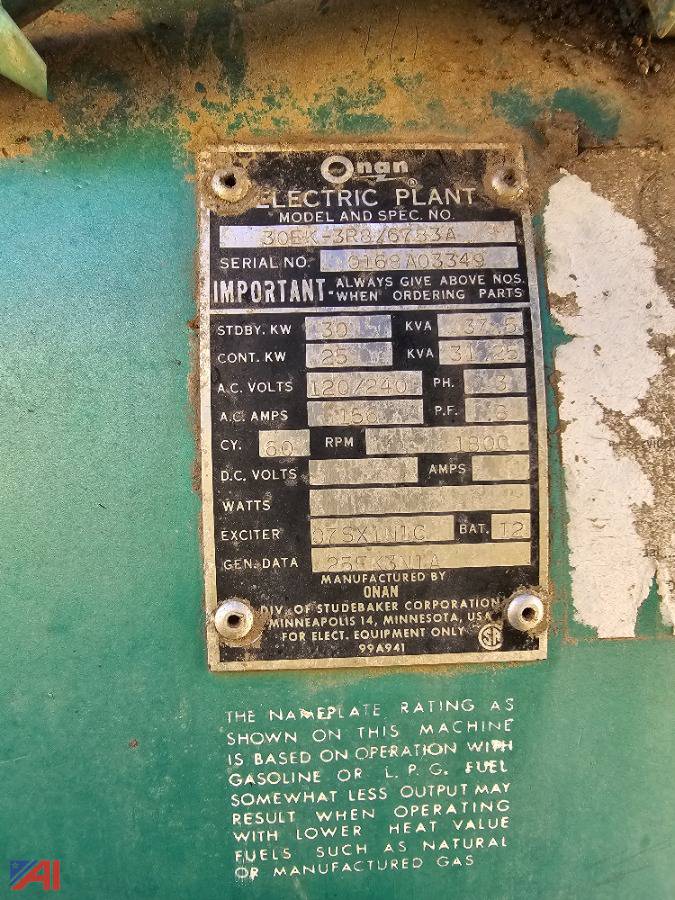 Onan
ELECTRIC PLANT
MODEL AND SPEC. NO.
30EK-3R8/6783A
SERIAL NO. 0168A03349
IMPORTANT - ALWAYS GIVE ABOVE NOS.
WHEN ORDERING PARTS
STDBY. KW 30 KVA 37.5
CONT. KW 25 KVA 31.25
A.C. VOLTS 120/240 PH. 3
A.C. AMPS P.F.
CY. 60 RPM 1800
D.C. VOLTS AMPS
WATTS
EXCITER BAT. 12
GEN. DATA 25EK3N1A
MANUFACTURED BY
ONAN
DIV. OF STUDEBAKER CORPORATION
MINNEAPOLIS 14, MINNESOTA, USA
FOR ELECT. EQUIPMENT ONLY SA
99A941
THE NAMEPLATE RATING AS
SHOWN ON THIS MACHINE
IS BASED ON OPERATION WITH
GASOLINE OR L.P.G. FUEL
SOMEWHAT LESS OUTPUT MAY
RESULT WHEN OPERATING
WITH LOWER HEAT VALUE
FUELS SUCH AS NATURAL
OR MANUFACTURED GAS
AI